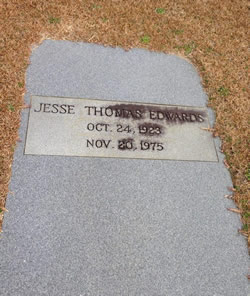 JESSE THOMAS EDWARDS
OCT. 24, 1923
NOV. 20, 1975